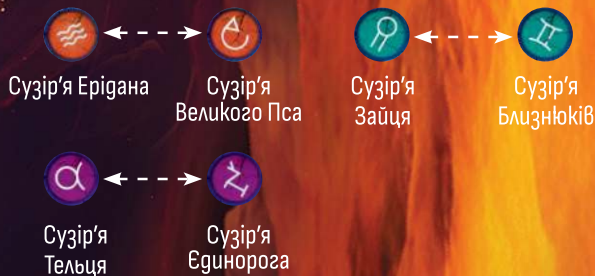 Сузір'я Ерідана
Сузір'я
Великого Пса
Сузір'я
Зайця
Сузір'я
Близнюків
Сузір'я
Тельця
Сузір'я
Єдинорога